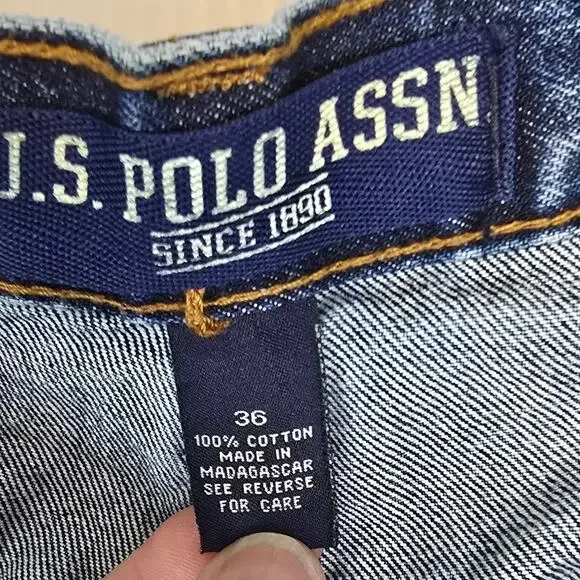 U.S. POLO ASSN.
SINCE 1890
36
100% COTTON
MADE IN
MADAGASCAR
SEE REVERSE
FOR CARE